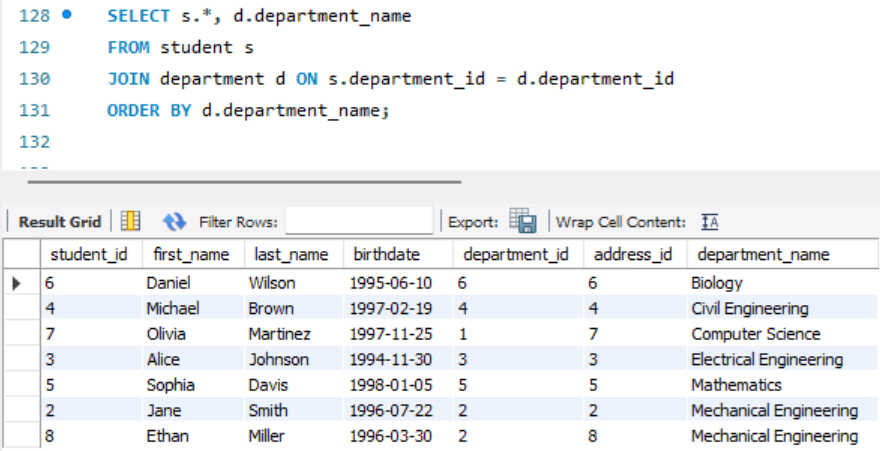 128 SELECT s.*, d.department_name
129 FROM student s
130 JOIN department d ON s.department_id = d.department_id
131 ORDER BY d.department_name;
132
Result Grid Filter Rows: Export: Wrap Cell Content: IA
student_id first_name last_name birthdate department_id address_id department_name
6 Daniel Wilson 1995-06-10 6 6 Biology
4 Michael Brown 1997-02-19 4 4 Civil Engineering
7 Olivia Martinez 1997-11-25 1 7 Computer Science
3 Alice Johnson 1994-11-30 3 3 Electrical Engineering
5 Sophia Davis 1998-01-05 5 5 Mathematics
2 Jane Smith 1996-07-22 2 2 Mechanical Engineering
8 Ethan Miller 1996-03-30 2 8 Mechanical Engineering